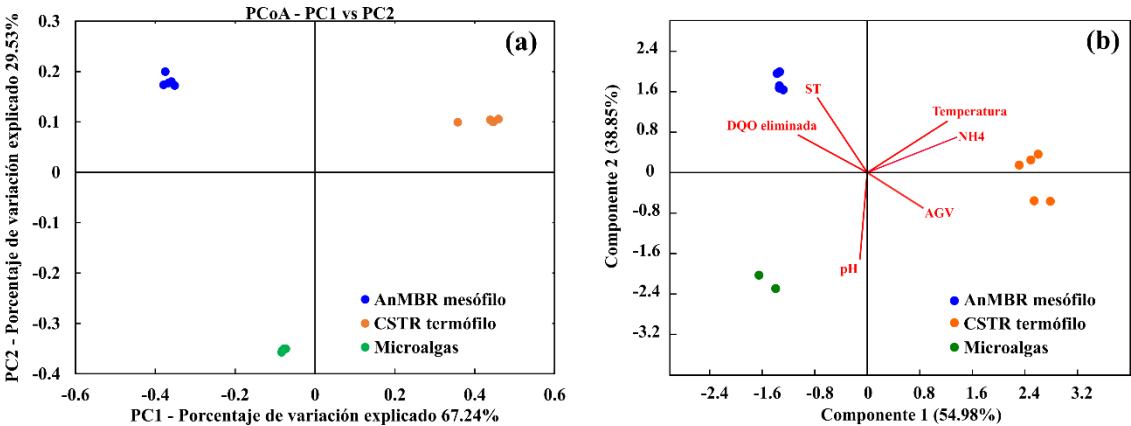 PCoA - PC1 vs PC2
(a)
PC2 - Porcentaje de variación explicado 29.53%
0.3
0.2
0.1
0
-0.1
-0.2
-0.3
-0.4
-0.6
-0.4
-0.2
0
0.2
0.4
0.6
PC1 - Porcentaje de variación explicado 67.24%
AnMBR mesófilo
CSTR termófilo
Microalgas
(b)
Componente 2 (38.85%)
2.4
1.6
0.8
0
-0.8
-1.6
-2.4
-3.2
-2.4
-1.6
-0.8
0
0.8
1.6
2.4
3.2
Componente 1 (54.98%)
ST
DQO eliminada
Temperatura
NH4
AGV
pH
AnMBR mesófilo
CSTR termófilo
Microalgas